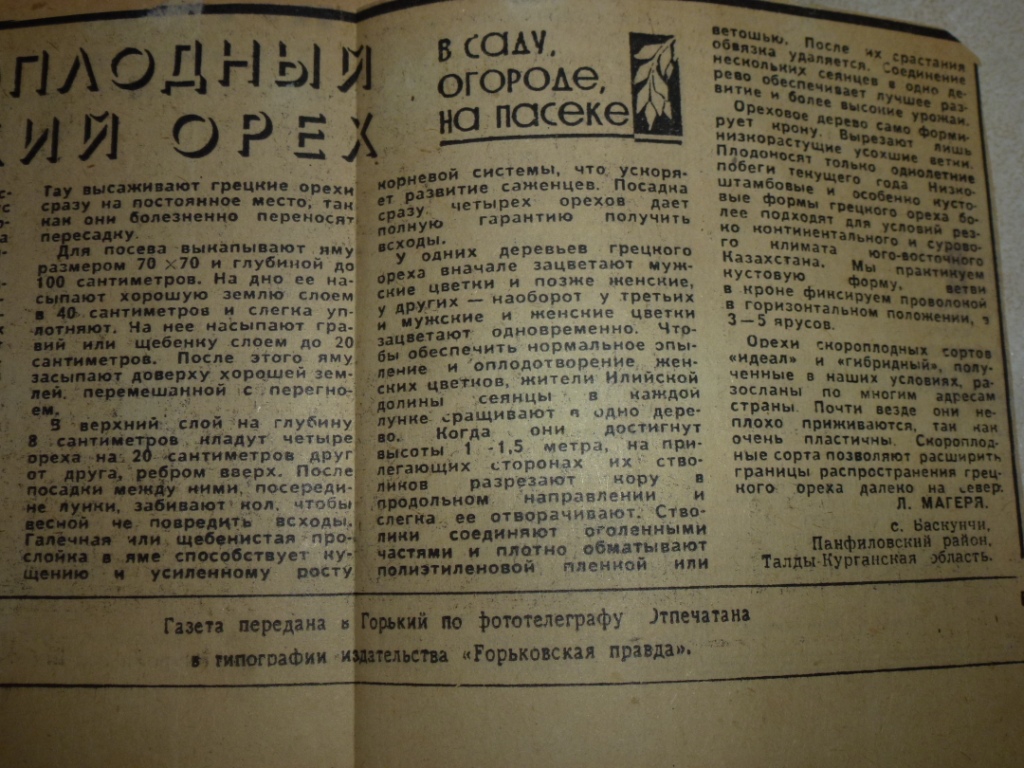 ОПЛОДНЫЙ
КИЙ ОРЕХ
В САДУ,
ОГОРОДЕ,
НА ПАСЕКЕ
Тау высаживают грецкие орехи
сразу на постоянное место, так
как они болезненно переносят
пересадку.
Для посева выкапывают яму
размером 70×70 и глубиной до
100 сантиметров. На дно ее на-
сыпают хорошую землю слоем
в 40 сантиметров и слегка уп-
лотняют. На нее насыпают гра-
вий или щебенку слоем до 20
сантиметров. После этого яму
засыпают доверху хорошей зем-
лей, перемешанной с перегно-
ем.
В верхний слой на глубину
8 сантиметров кладут четыре
ореха на 20 сантиметров друг
от друга, ребром вверх. После
посадки между ними, посереди-
не лунки, забивают кол, чтобы
весной не повредить всходы.
Галечная или щебенистая про-
слойка в яме способствует ку-
щению и усиленному росту
корневой системы, что ускоря-
ет развитие саженцев. Посадка
сразу четырех орехов дает
полную гарантию получить
всходы.
У одних деревьев грецкого
ореха вначале зацветают муж-
ские цветки и позже женские,
у других — наоборот у третьих
и мужские и женские цветки
зацветают одновременно. Что-
бы обеспечить нормальное опы-
ление и оплодотворение жен-
ских цветков, жители Илийской
долины сеянцы в каждой
лунке сращивают в одно дере-
во. Когда они достигнут
высоты 1 -1,5 метра, на при-
легающих сторонах их ство-
ликов разрезают кору в
продольном направлении и
слегка ее отворачивают. Ство-
лики соединяют оголенными
частями и плотно обматывают
полиэтиленовой пленкой или
ветошью. После их срастания
обвязка удаляется. Соединение
нескольких сеянцев в одно де-
рево обеспечивает лучшее раз-
витие и более высокие урожаи.
Ореховое дерево само форми-
рует крону. Вырезают лишь
низкорастущие усохшие ветки.
Плодоносят только однолетние
побеги текущего года Низко-
штамбовые и особенно кусто-
вые формы грецкого ореха бо-
лее подходят для условий рез-
ко континентального и сурово-
го климата юго-восточного
Казахстана. Мы практикуем
кустовую форму, ветви
в кроне фиксируем проволокой
в горизонтальном положении, в
3—5 ярусов.
Орехи скороплодных сортов
«идеал» и «гибридный», полу-
ченные в наших условиях, ра-
зосланы по многим адресам
страны. Почти везде они не-
плохо приживаются, так как
очень пластичны. Скороплод-
ные сорта позволяют расширить
границы распространения грец-
кого ореха далеко на север.
Л. МАГЕРЯ.
с. Баскунчи,
Панфиловский район,
Талды-Курганская область.
Газета передана в Горький по фототелеграфу Отпечатана
в типографии издательства «Горьковская правда».